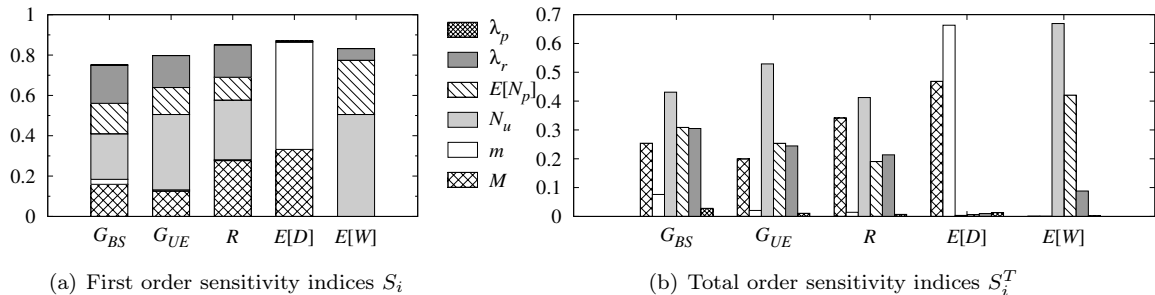 1
0.8
0.6
0.4
0.2
0
G_BS G_UE R E[D] E[W]
λ_p
λ_r
E[N_p]
N_u
m
M
0.7
0.6
0.5
0.4
0.3
0.2
0.1
0
G_BS G_UE R E[D] E[W]
(a) First order sensitivity indices S_i
(b) Total order sensitivity indices S_i^T